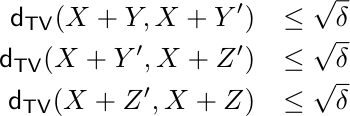 d_TV(X + Y, X + Y′) ≤ √δ
d_TV(X + Y′, X + Z′) ≤ √δ
d_TV(X + Z′, X + Z) ≤ √δ